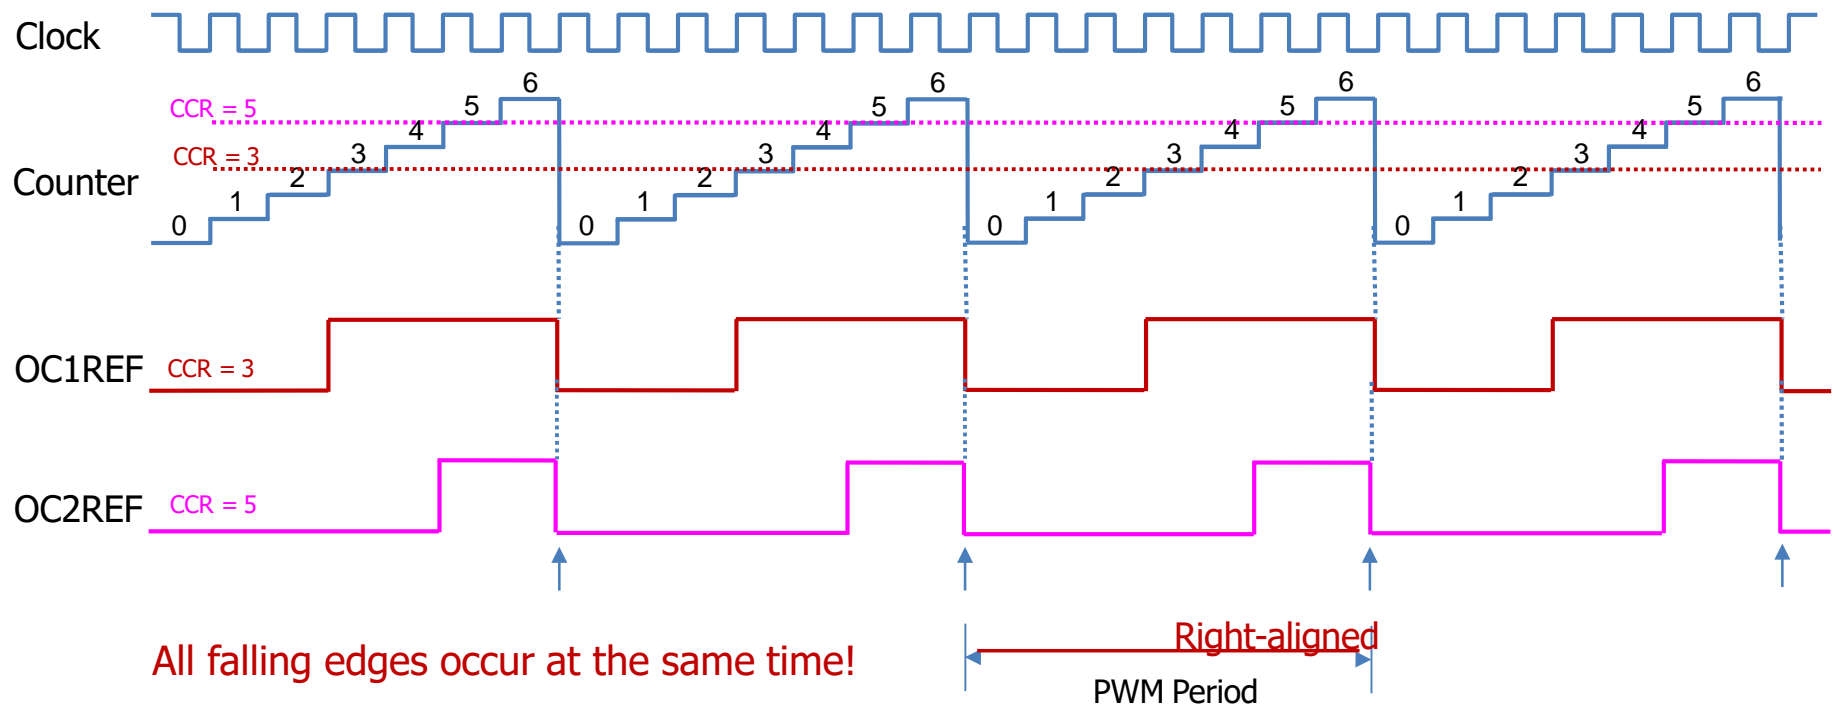 Clock
6 6 6 6
CCR = 5 5 5 5 5
4 4 4 4
CCR = 3 3 3 3 3
Counter 2 2 2 2
1 1 1 1
0 0 0 0
OC1REF CCR = 3
OC2REF CCR = 5
Right-aligned
All falling edges occur at the same time!
PWM Period